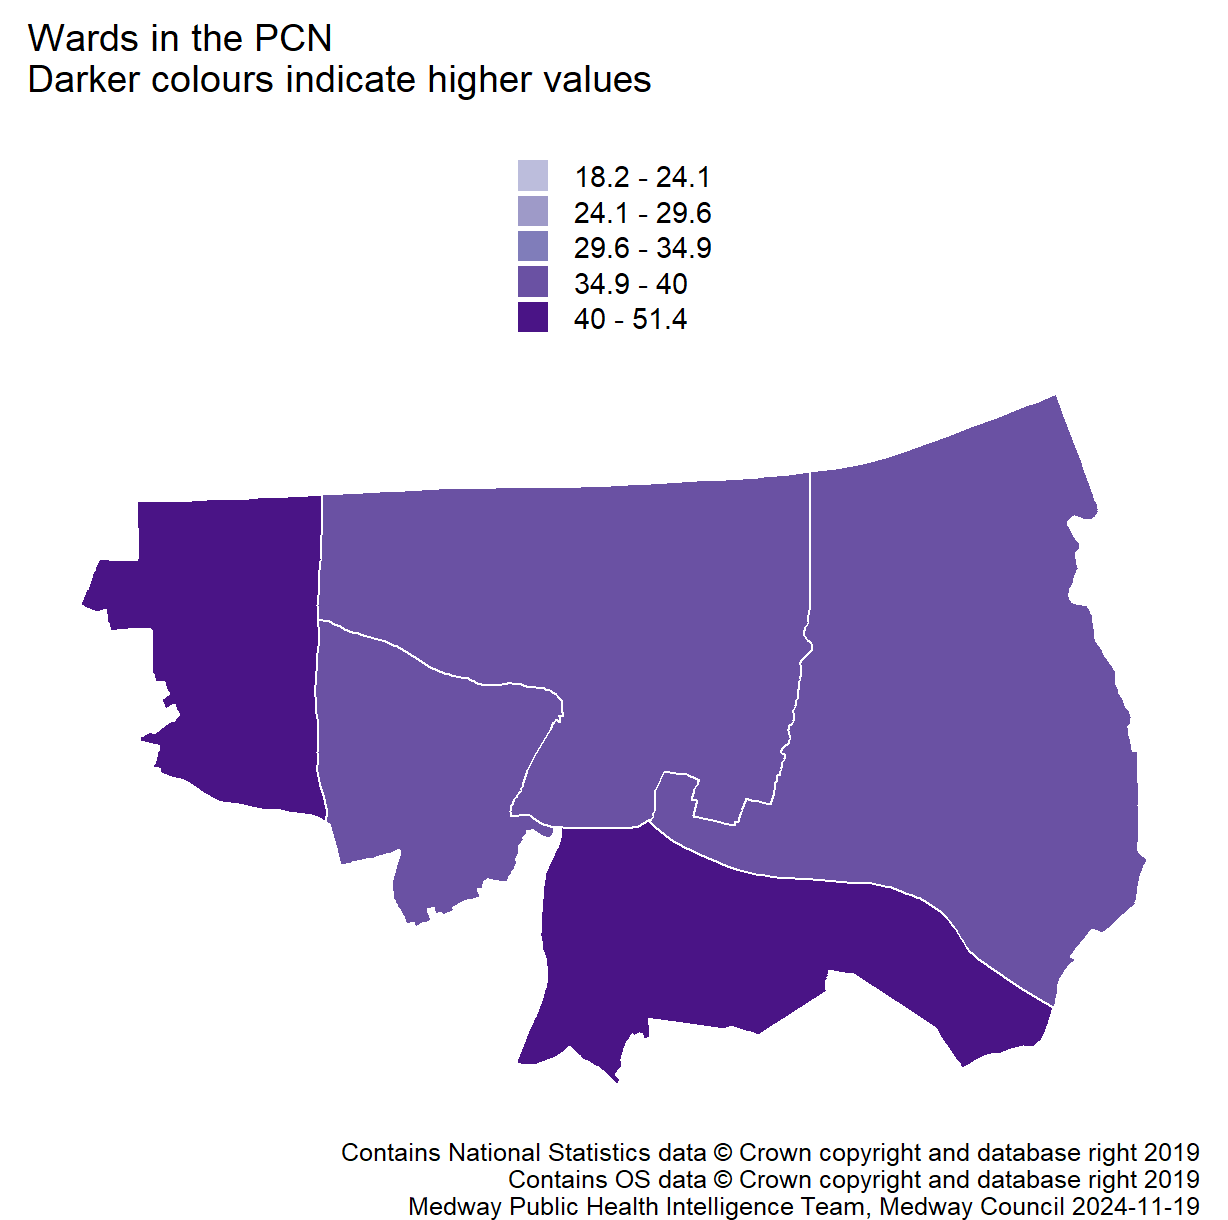 Wards in the PCN
Darker colours indicate higher values
18.2 - 24.1
24.1 - 29.6
29.6 - 34.9
34.9 - 40
40 - 51.4
Contains National Statistics data © Crown copyright and database right 2019
Contains OS data © Crown copyright and database right 2019
Medway Public Health Intelligence Team, Medway Council 2024-11-19